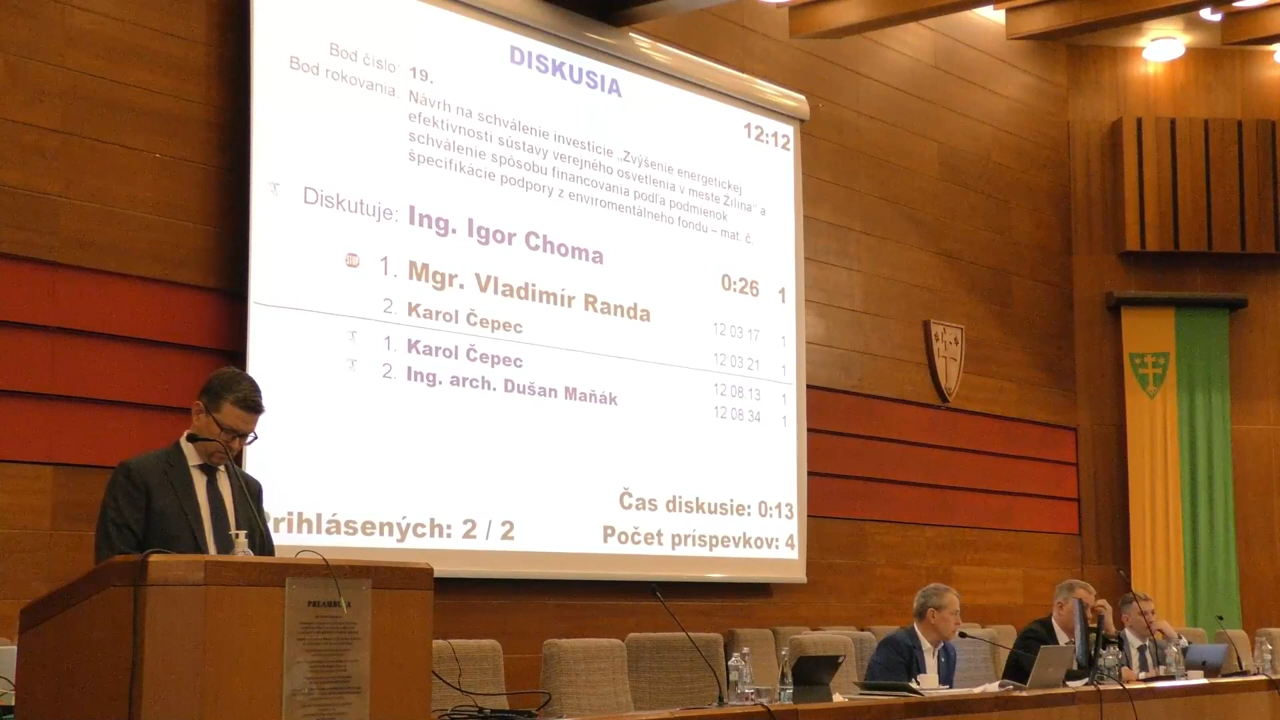 DISKUSIA
Bod číslo: 19.
12:12
Bod rokovania: Návrh na schválenie investície „Zvýšenie energetickej
efektívnosti sústavy verejného osvetlenia v meste Žilina" a
schválenie spôsobu financovania podľa podmienok
špecifikácie podpory z enviromentálneho fondu – mat. č.
Diskutuje: Ing. Igor Choma 0:26 1
STOP 1. Mgr. Vladimír Randa 12 03 17 1
2. Karol Čepec 12 03 21 1
1. Karol Čepec 12 08 13 1
2. Ing. arch. Dušan Maňák 12 08 34 1
Čas diskusie: 0:13
Prihlásených: 2 / 2 Počet príspevkov: 4
PREAMBULA